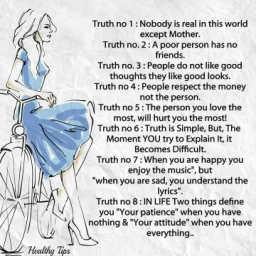 Truth no 1 : Nobody is real in this world
except Mother.
Truth no. 2 : A poor person has no
friends.
Truth no. 3 : People do not like good
thoughts they like good looks.
Truth no 4 : People respect the money
not the person.
Truth no 5 : The person you love the
most, will hurt you the most!
Truth no 6 : Truth is Simple, But, The
Moment YOU try to Explain It, it
Becomes Difficult.
Truth no 7 : When you are happy you
enjoy the music", but
"when you are sad, you understand the
lyrics".
Truth no 8 : IN LIFE Two things define
you "Your patience" when you have
nothing & "Your attitude" when you have
everything..
Healthy Tips